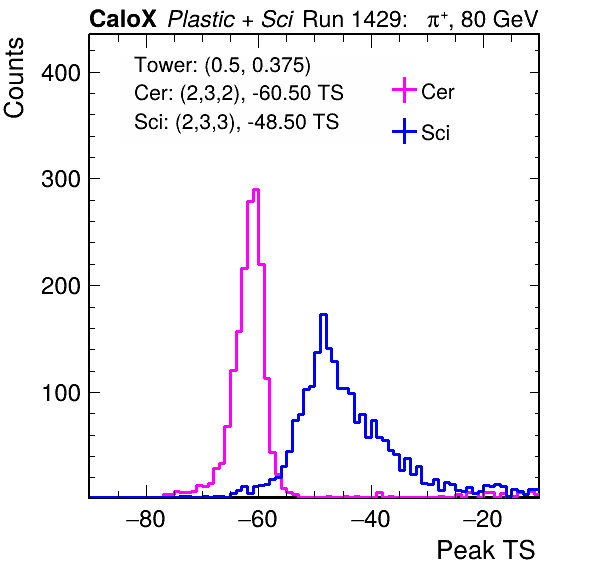 CaloX Plastic + Sci Run 1429: π⁺, 80 GeV
Counts
Tower: (0.5, 0.375)
Cer: (2,3,2), -60.50 TS
Sci: (2,3,3), -48.50 TS
Cer
Sci
400
300
200
100
−80 −60 −40 −20
Peak TS